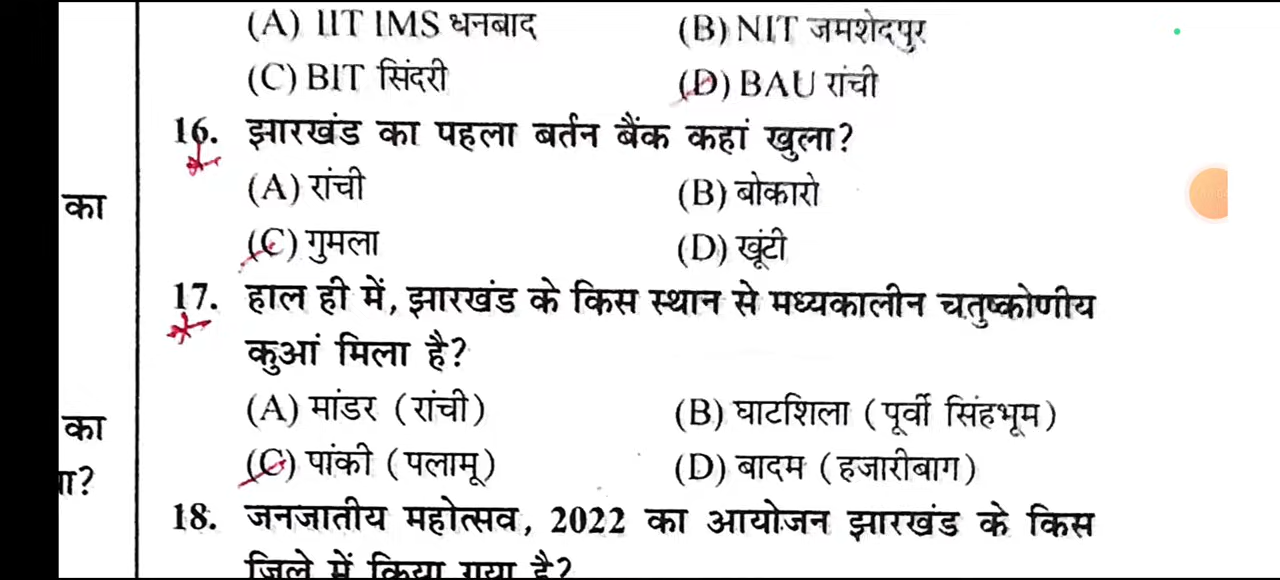 (A) IIT IMS धनबाद (B) NIT जमशेदपुर
(C) BIT सिंदरी (D) BAU रांची
16. झारखंड का पहला बर्तन बैंक कहां खुला?
(A) रांची (B) बोकारो
का
(C) गुमला (D) खूंटी
17. हाल ही में, झारखंड के किस स्थान से मध्यकालीन चतुष्कोणीय
कुआं मिला है?
(A) मांडर (रांची) (B) घाटशिला (पूर्वी सिंहभूम)
का
(C) पांकी (पलामू) (D) बादम (हजारीबाग)
ा?
18. जनजातीय महोत्सव, 2022 का आयोजन झारखंड के किस
जिले में किया गया है?